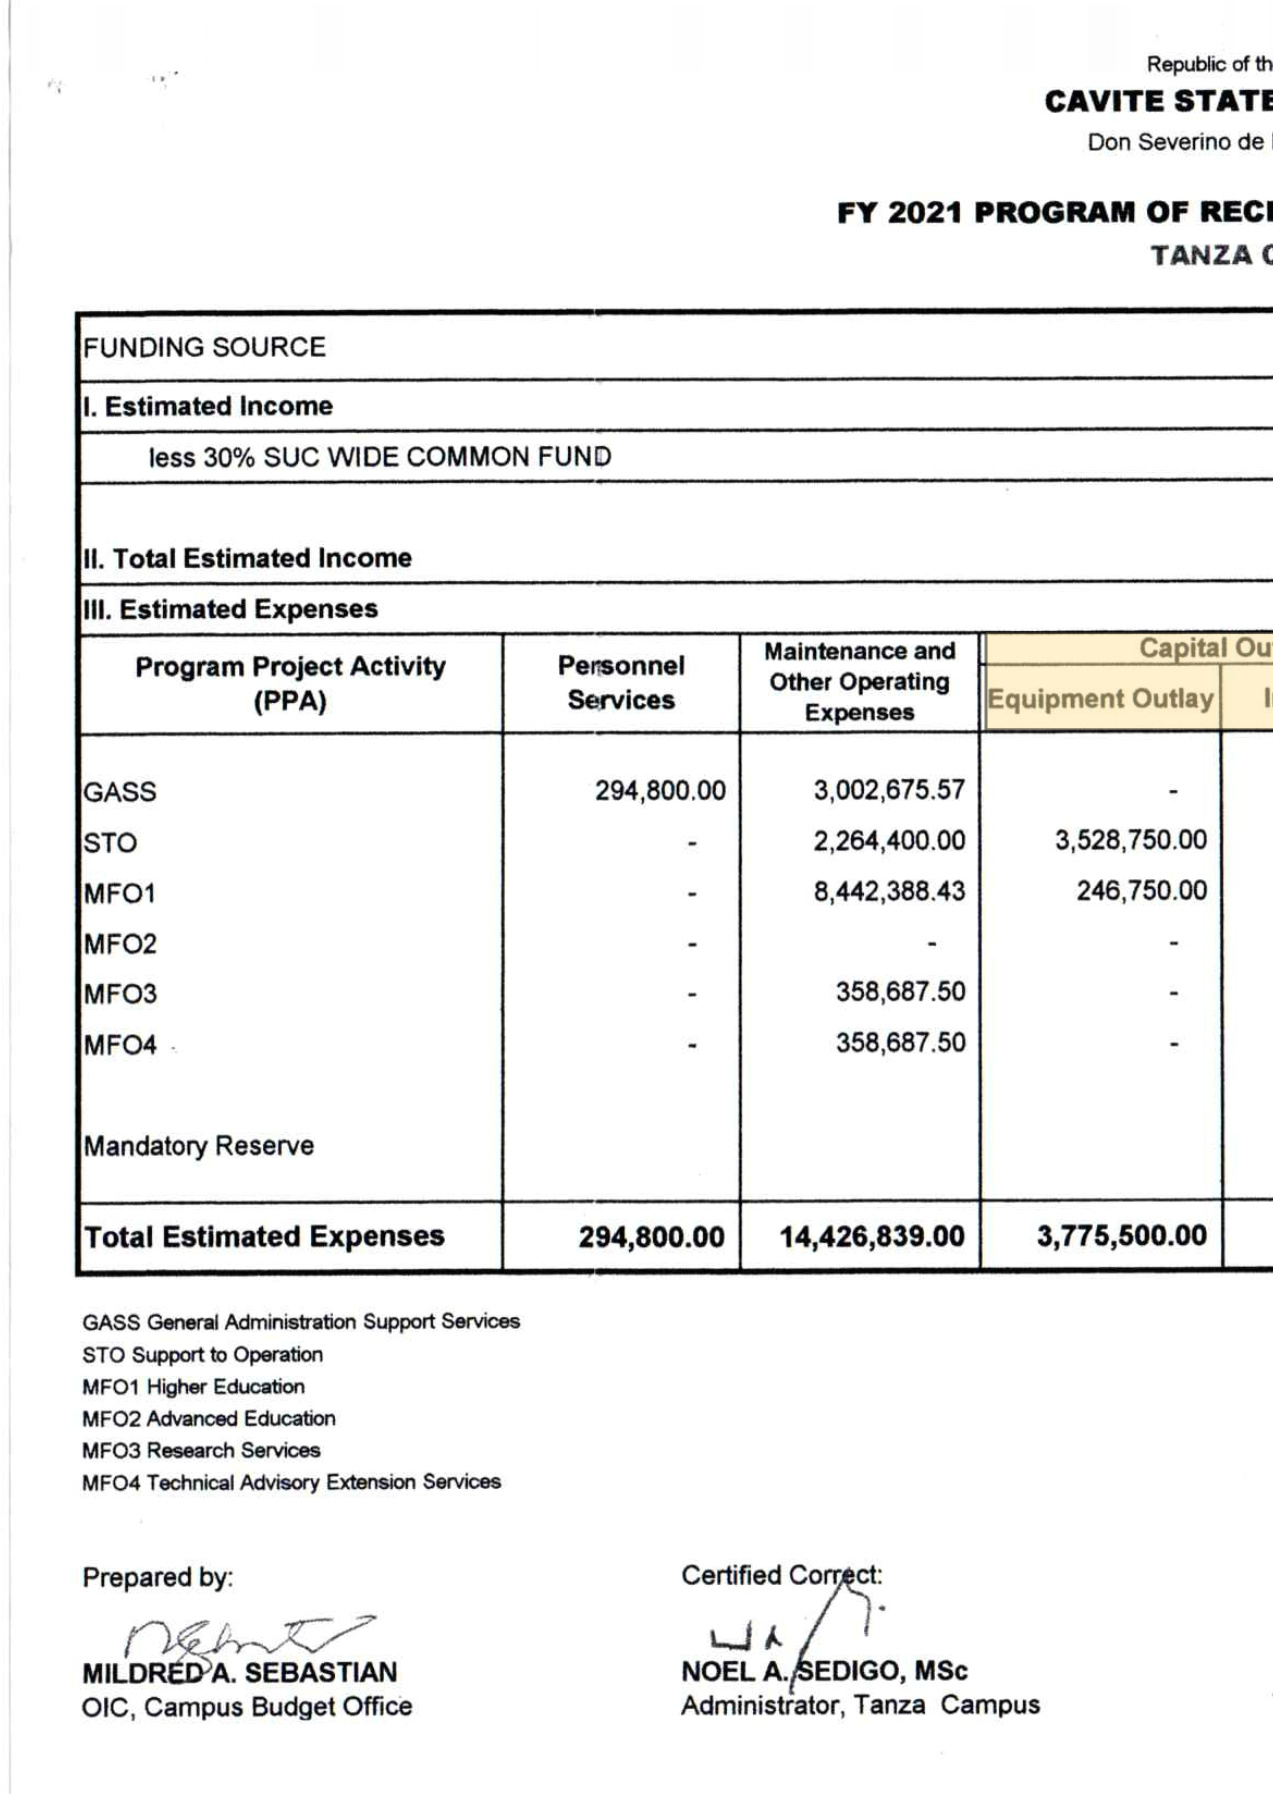 Republic of th
CAVITE STATE
Don Severino de
FY 2021 PROGRAM OF RECE
TANZA C
FUNDING SOURCE
I. Estimated Income
less 30% SUC WIDE COMMON FUND
II. Total Estimated Income
III. Estimated Expenses
Program Project Activity (PPA)
Personnel Services
Maintenance and Other Operating Expenses
Capital Ou
Equipment Outlay
GASS 294,800.00 3,002,675.57 -
STO - 2,264,400.00 3,528,750.00
MFO1 - 8,442,388.43 246,750.00
MFO2 - - -
MFO3 - 358,687.50 -
MFO4 - 358,687.50 -
Mandatory Reserve
Total Estimated Expenses 294,800.00 14,426,839.00 3,775,500.00
GASS General Administration Support Services
STO Support to Operation
MFO1 Higher Education
MFO2 Advanced Education
MFO3 Research Services
MFO4 Technical Advisory Extension Services
Prepared by: Certified Correct:
MILDRED A. SEBASTIAN NOEL A. SEDIGO, MSc
OIC, Campus Budget Office Administrator, Tanza Campus